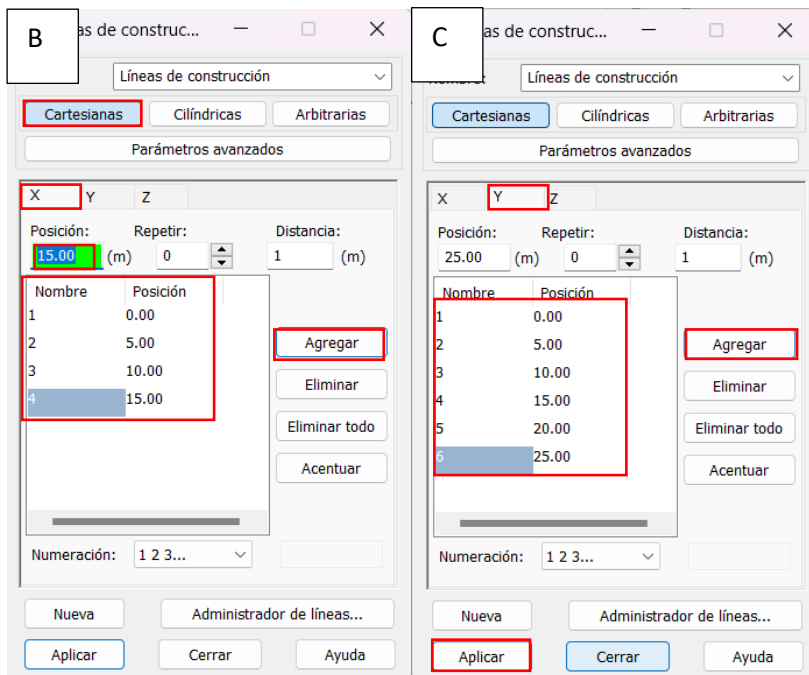 B
as de construc...
Líneas de construcción
Cartesianas Cilíndricas Arbitrarias
Parámetros avanzados
X Y Z
Posición: Repetir: Distancia:
15.00 (m) 0 1 (m)
Nombre Posición
1 0.00
2 5.00
3 10.00
4 15.00
Agregar
Eliminar
Eliminar todo
Acentuar
Numeración: 1 2 3...
Nueva Administrador de líneas...
Aplicar Cerrar Ayuda
C
as de construc...
Líneas de construcción
Cartesianas Cilíndricas Arbitrarias
Parámetros avanzados
X Y Z
Posición: Repetir: Distancia:
25.00 (m) 0 1 (m)
Nombre Posición
1 0.00
2 5.00
3 10.00
4 15.00
5 20.00
6 25.00
Agregar
Eliminar
Eliminar todo
Acentuar
Numeración: 1 2 3...
Nueva Administrador de líneas...
Aplicar Cerrar Ayuda